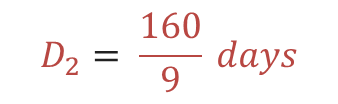 D₂ = 160/9 days